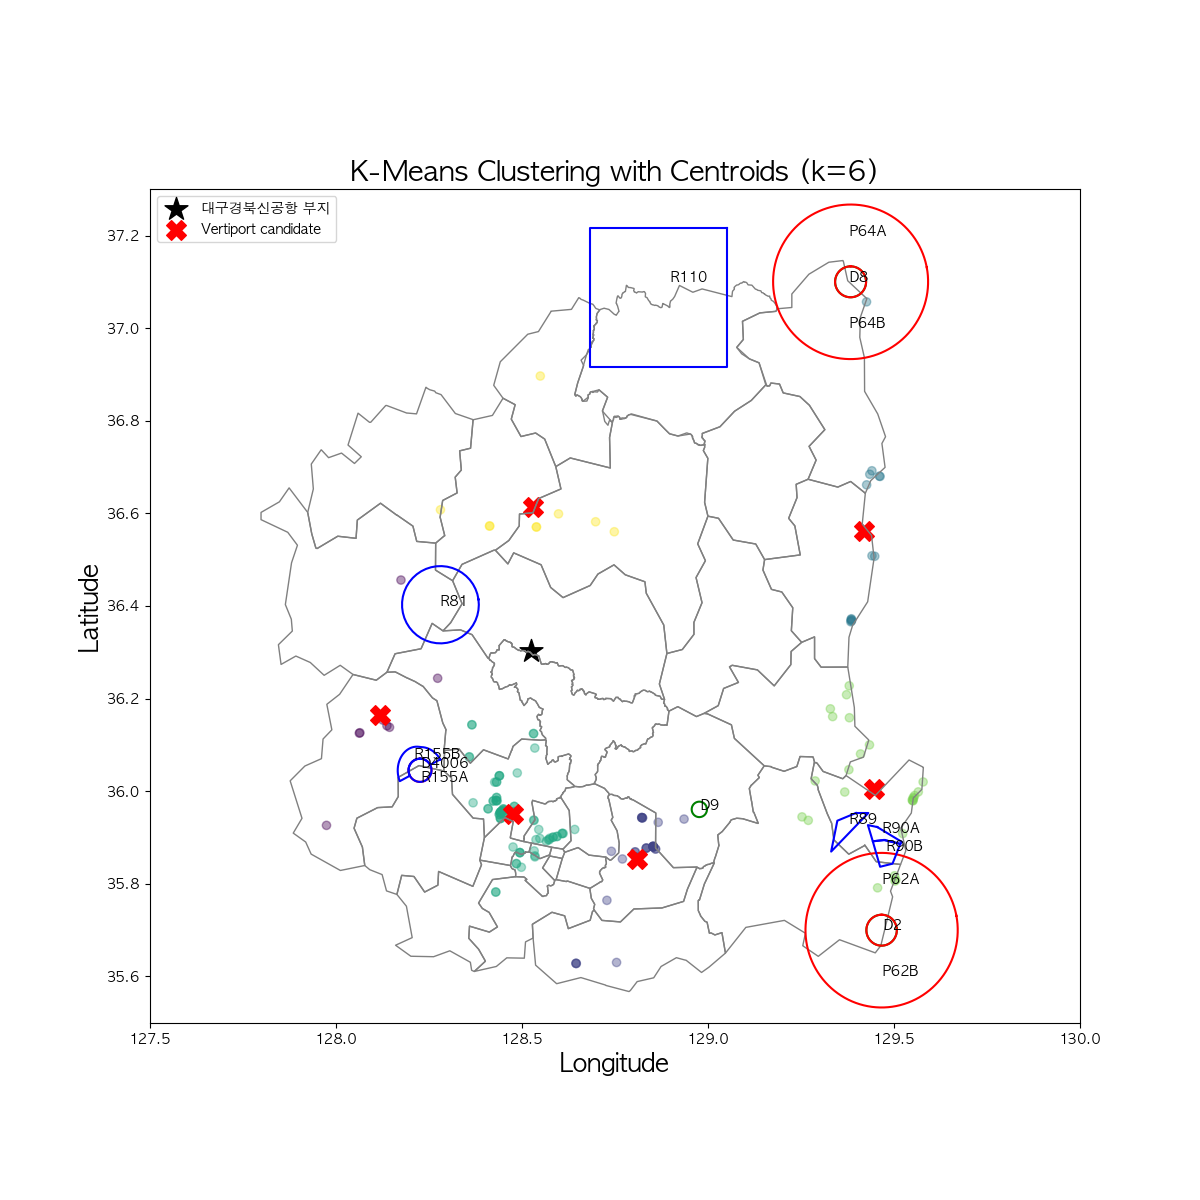 K-Means Clustering with Centroids (k=6)
대구경북신공항 부지
Vertiport candidate
Latitude
37.2
37.0
36.8
36.6
36.4
36.2
36.0
35.8
35.6
P64A
D8
P64B
R110
R81
R155B
D4006
R155A
D9
R89
R90A
R90B
P62A
D2
P62B
127.5
128.0
128.5
129.0
129.5
130.0
Longitude